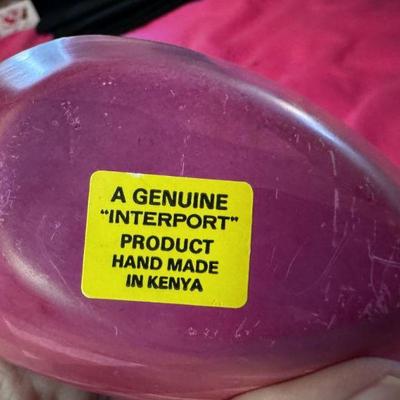 A GENUINE
"INTERPORT"
PRODUCT
HAND MADE
IN KENYA